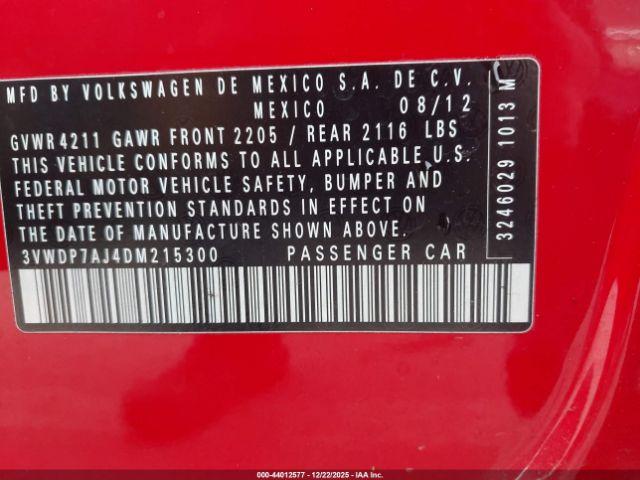 MFD BY VOLKSWAGEN DE MEXICO S.A. DE C.V.
MEXICO 08/12
GVWR 4211 GAWR FRONT 2205 / REAR 2116 LBS
THIS VEHICLE CONFORMS TO ALL APPLICABLE U.S.
FEDERAL MOTOR VEHICLE SAFETY, BUMPER AND
THEFT PREVENTION STANDARDS IN EFFECT ON
THE DATE OF MANUFACTURE SHOWN ABOVE.
3VWDP7AJ4DM215300 PASSENGER CAR
3246029 1013 M
000-44012577 - 12/22/2025 - IAA Inc.